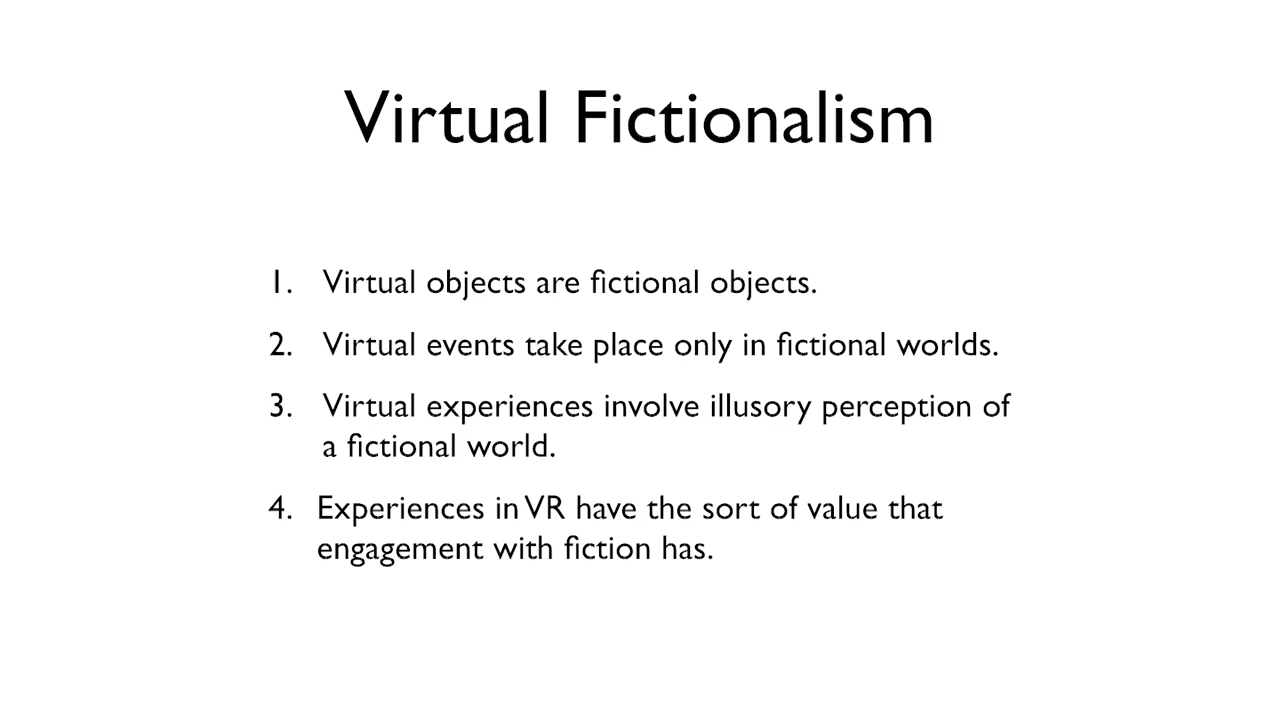 Virtual Fictionalism
1. Virtual objects are fictional objects.
2. Virtual events take place only in fictional worlds.
3. Virtual experiences involve illusory perception of
a fictional world.
4. Experiences in VR have the sort of value that
engagement with fiction has.